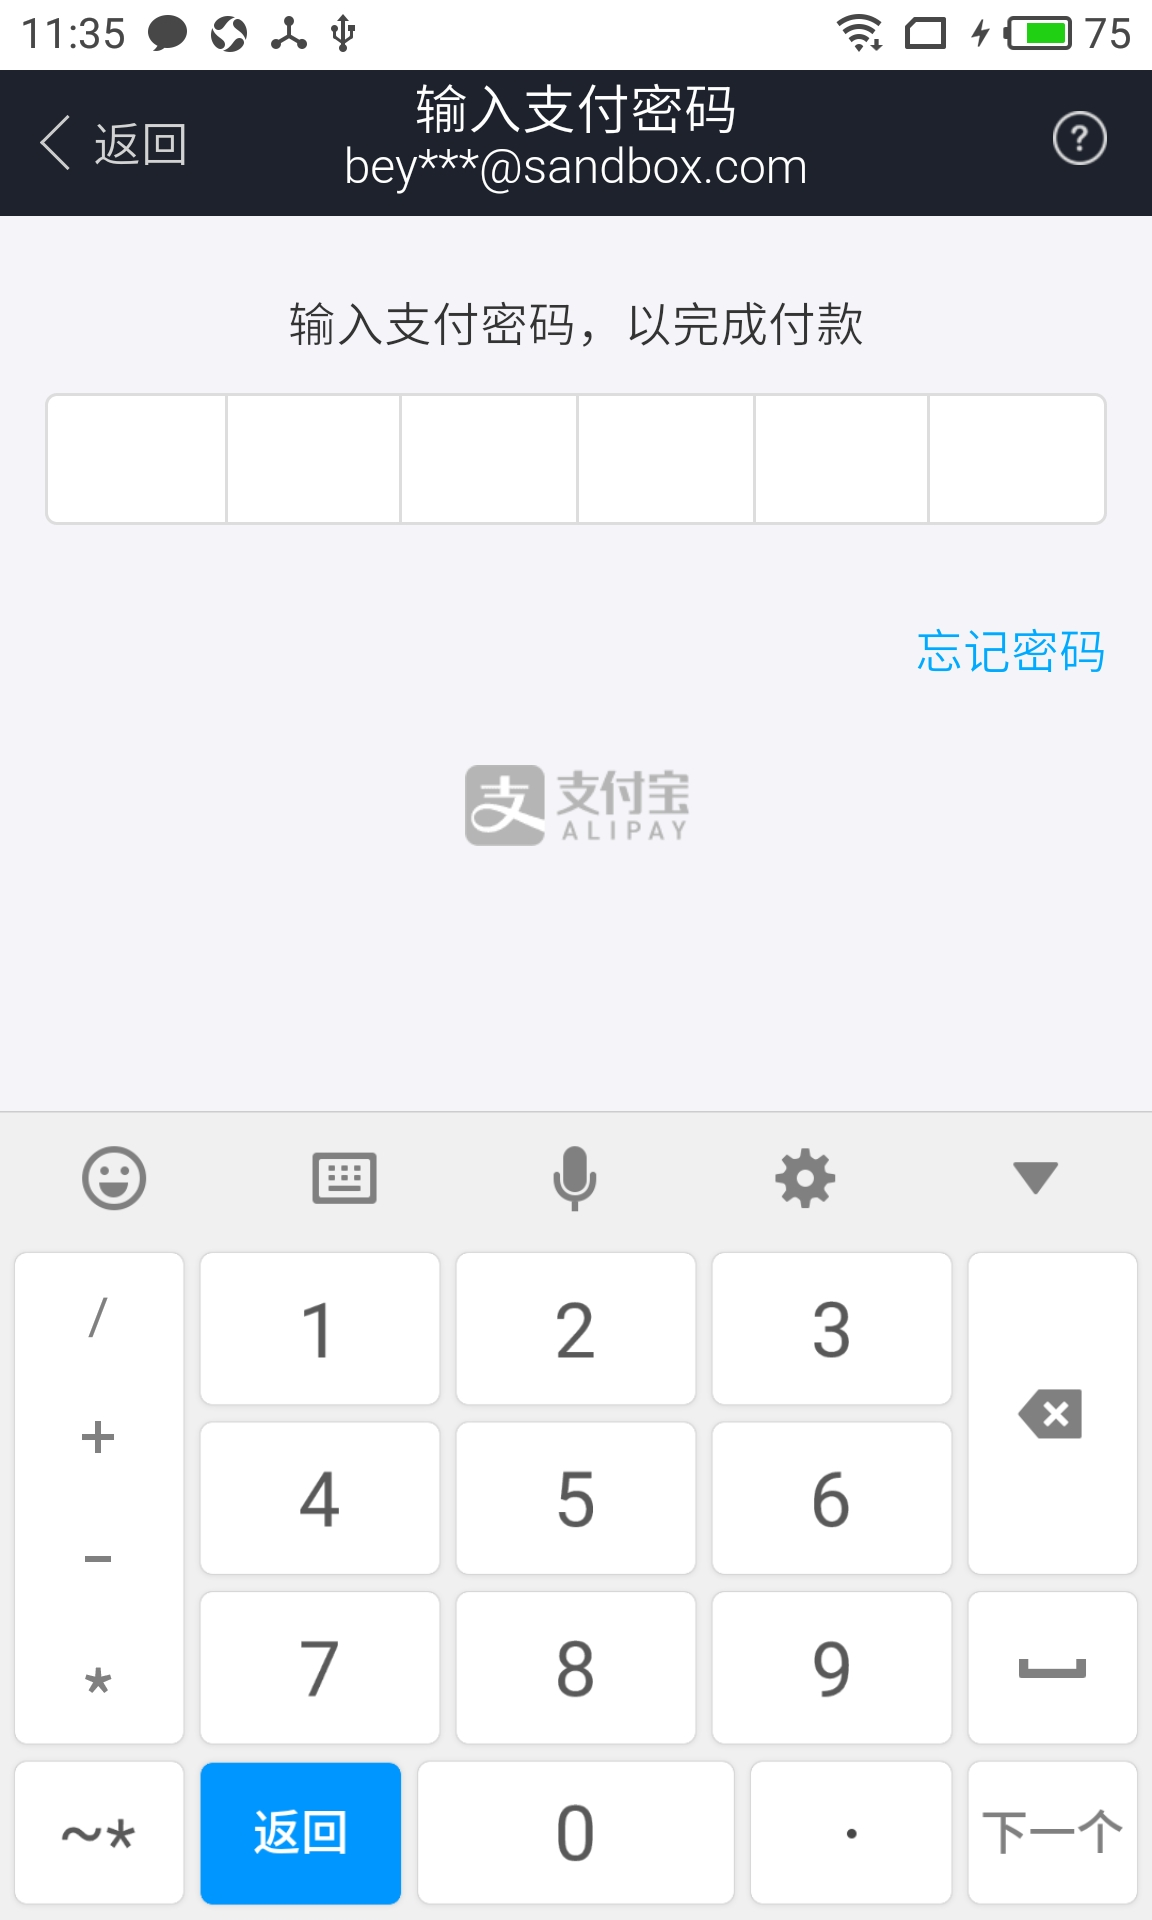 11:35 75
返回
输入支付密码
bey***@sandbox.com
?
输入支付密码，以完成付款
忘记密码
支 支付宝
ALIPAY
/ 1 2 3
+
4 5 6
-
7 8 9
*
~* 返回 0 . 下一个